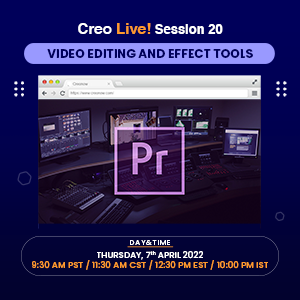 Creo Live! Session 20
VIDEO EDITING AND EFFECT TOOLS
Pr
DAY&TIME
THURSDAY, 7th APRIL 2022
9:30 AM PST / 11:30 AM CST / 12:30 PM EST / 10:00 PM IST